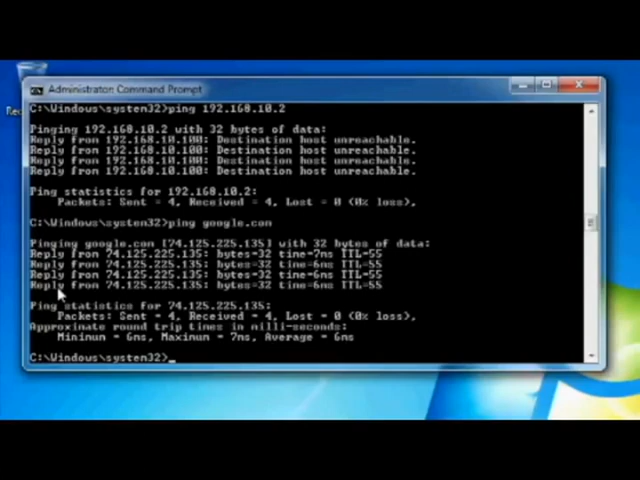 Administrator: Command Prompt
C:\Windows\system32>ping 192.168.10.2
Pinging 192.168.10.2 with 32 bytes of data:
Reply from 192.168.10.100: Destination host unreachable.
Reply from 192.168.10.100: Destination host unreachable.
Reply from 192.168.10.100: Destination host unreachable.
Reply from 192.168.10.100: Destination host unreachable.
Ping statistics for 192.168.10.2:
Packets: Sent = 4, Received = 4, Lost = 0 (0% loss),
C:\Windows\system32>ping google.com
Pinging google.com [74.125.225.135] with 32 bytes of data:
Reply from 74.125.225.135: bytes=32 time=7ms TTL=55
Reply from 74.125.225.135: bytes=32 time=6ms TTL=55
Reply from 74.125.225.135: bytes=32 time=6ms TTL=55
Reply from 74.125.225.135: bytes=32 time=6ms TTL=55
Ping statistics for 74.125.225.135:
Packets: Sent = 4, Received = 4, Lost = 0 (0% loss),
Approximate round trip times in milli-seconds:
Minimum = 6ms, Maximum = 7ms, Average = 6ms
C:\Windows\system32>_